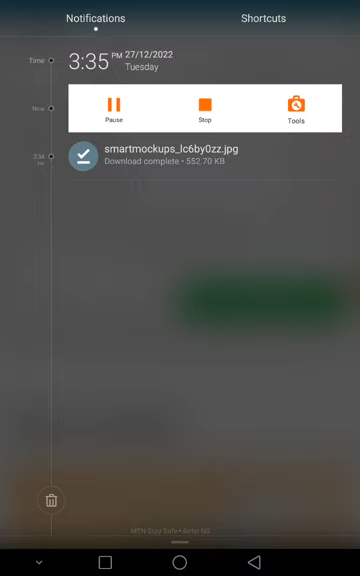 Notifications
Shortcuts
Time
3:35 PM 27/12/2022
Tuesday
Now
Pause
Stop
Tools
3:34
PM
smartmockups_lc6by0zz.jpg
Download complete • 552.70 KB
MTN-Stay Safe • Airtel NG